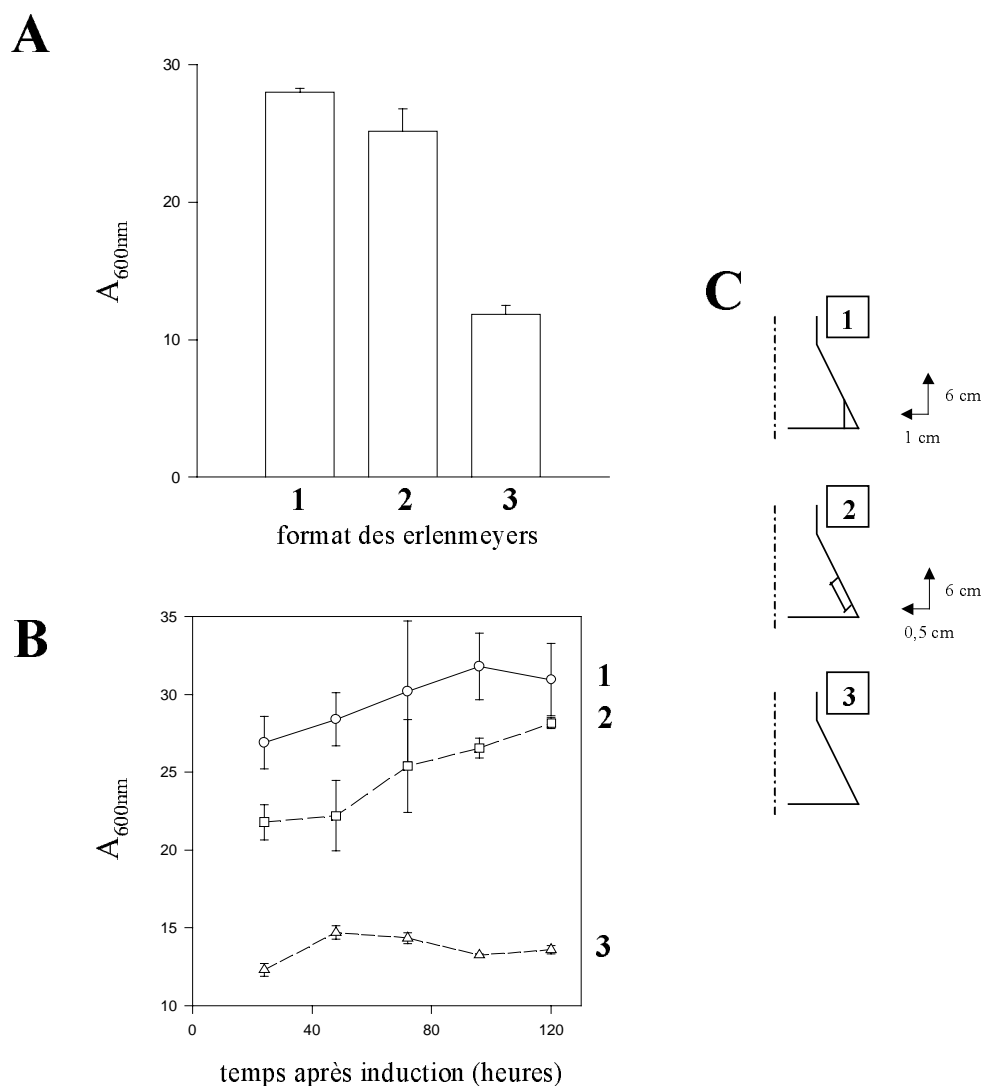 A
30
20
10
0
A600nm
1 2 3
format des erlenmeyers
B
35
30
25
20
15
10
A600nm
1
2
3
0 40 80 120
temps après induction (heures)
C
1
6 cm
1 cm
2
6 cm
0,5 cm
3